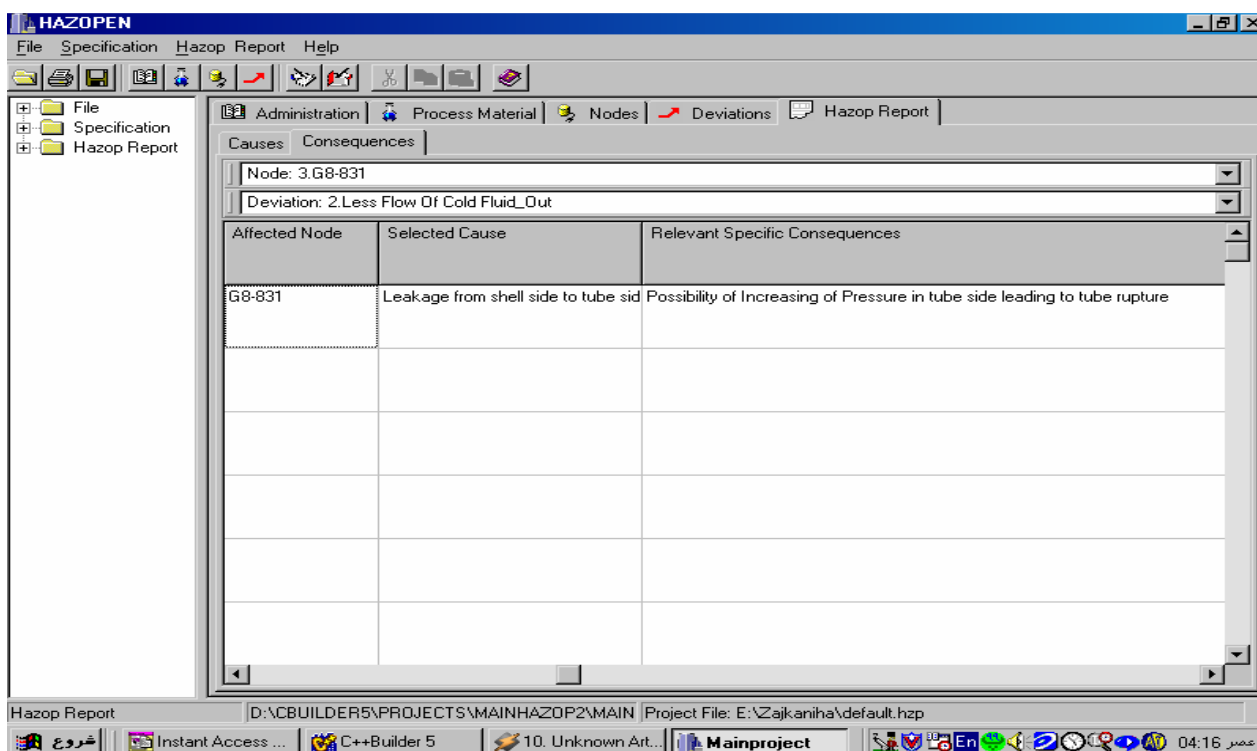 HAZOPEN
File Specification Hazop Report Help
File
Specification
Hazop Report
Administration Process Material Nodes Deviations Hazop Report
Causes Consequences
Node: 3.G8-831
Deviation: 2.Less Flow Of Cold Fluid_Out
Affected Node Selected Cause Relevant Specific Consequences
G8-831 Leakage from shell side to tube sid Possibility of Increasing of Pressure in tube side leading to tube rupture
Hazop Report D:\CBUILDER5\PROJECTS\MAINHAZOP2\MAIN Project File: E:\Zajkaniha\default.hzp
شروع Instant Access ... C++Builder 5 10. Unknown Art... Mainproject En 04:16 عصر